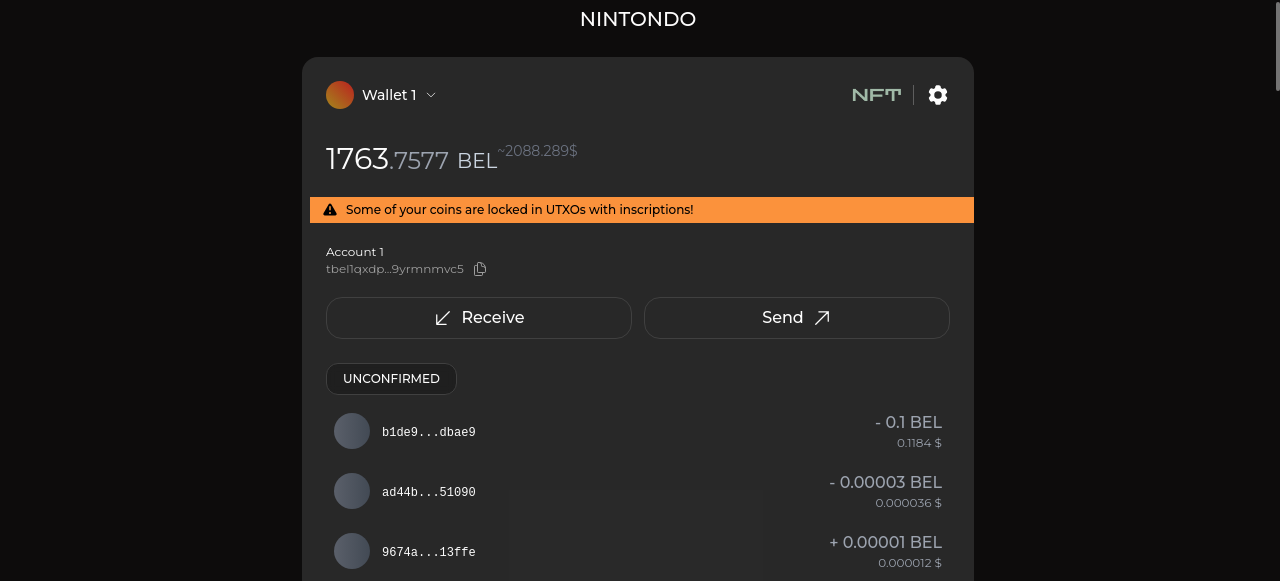 NINTONDO
Wallet 1
NFT
1763.7577 BEL ~2088.289$
Some of your coins are locked in UTXOs with inscriptions!
Account 1
tbel1qxdp...9yrmnmvc5
Receive
Send
UNCONFIRMED
b1de9...dbae9
- 0.1 BEL
0.1184 $
ad44b...51090
- 0.00003 BEL
0.000036 $
9674a...13ffe
+ 0.00001 BEL
0.000012 $